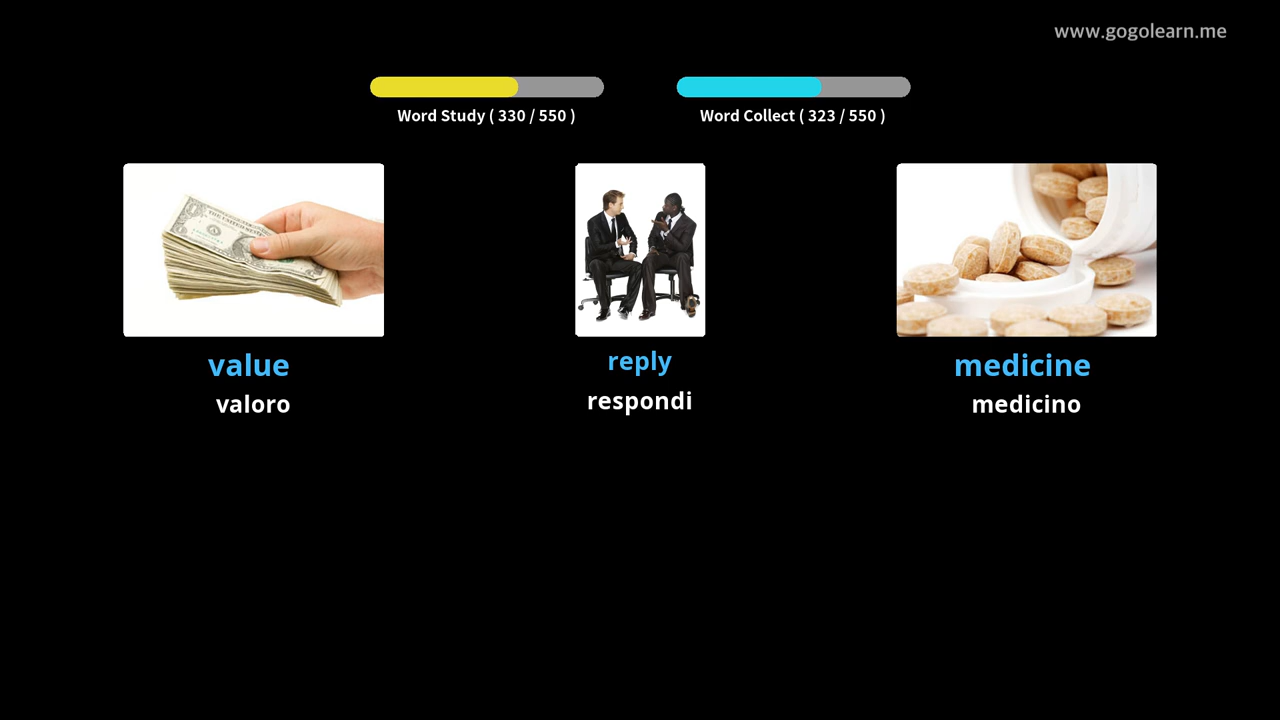 www.gogolearn.me
Word Study ( 330 / 550 )
Word Collect ( 323 / 550 )
value
valoro
reply
respondi
medicine
medicino